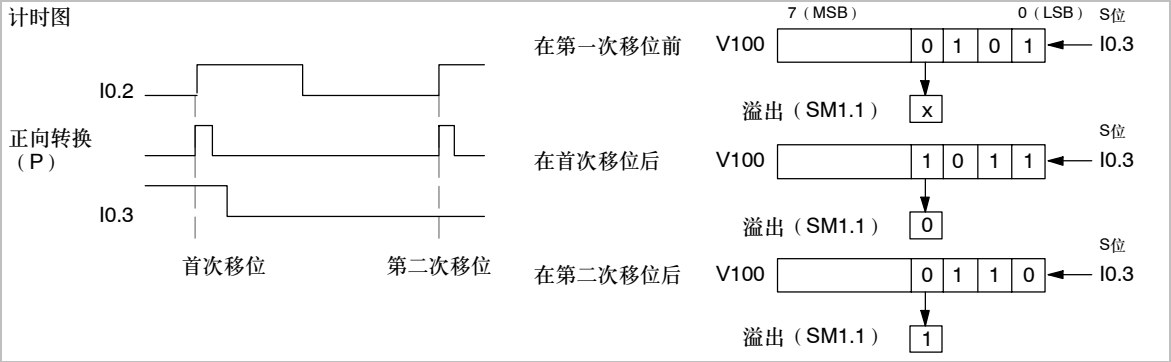 计时图
I0.2
正向转换
（P）
I0.3
首次移位
第二次移位
7（MSB）
0（LSB）
S位
在第一次移位前
V100
0 1 0 1
I0.3
溢出（SM1.1）
x
S位
在首次移位后
V100
1 0 1 1
I0.3
溢出（SM1.1）
0
S位
在第二次移位后
V100
0 1 1 0
I0.3
溢出（SM1.1）
1